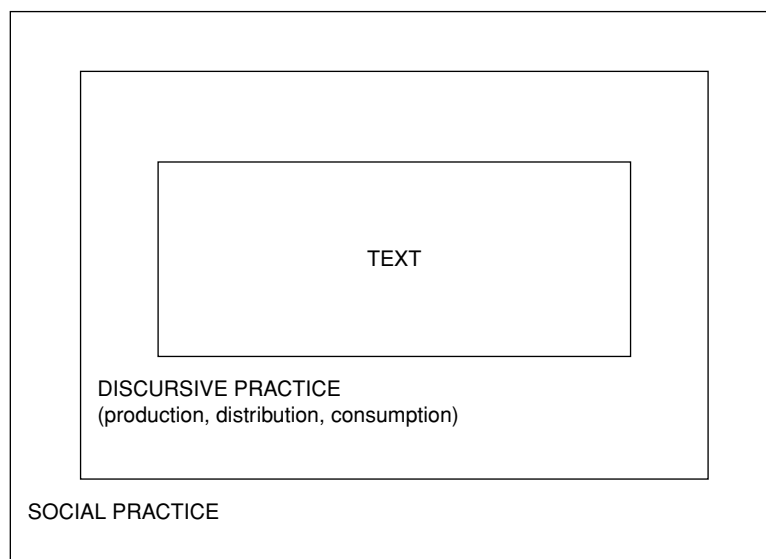 TEXT
DISCURSIVE PRACTICE
(production, distribution, consumption)
SOCIAL PRACTICE